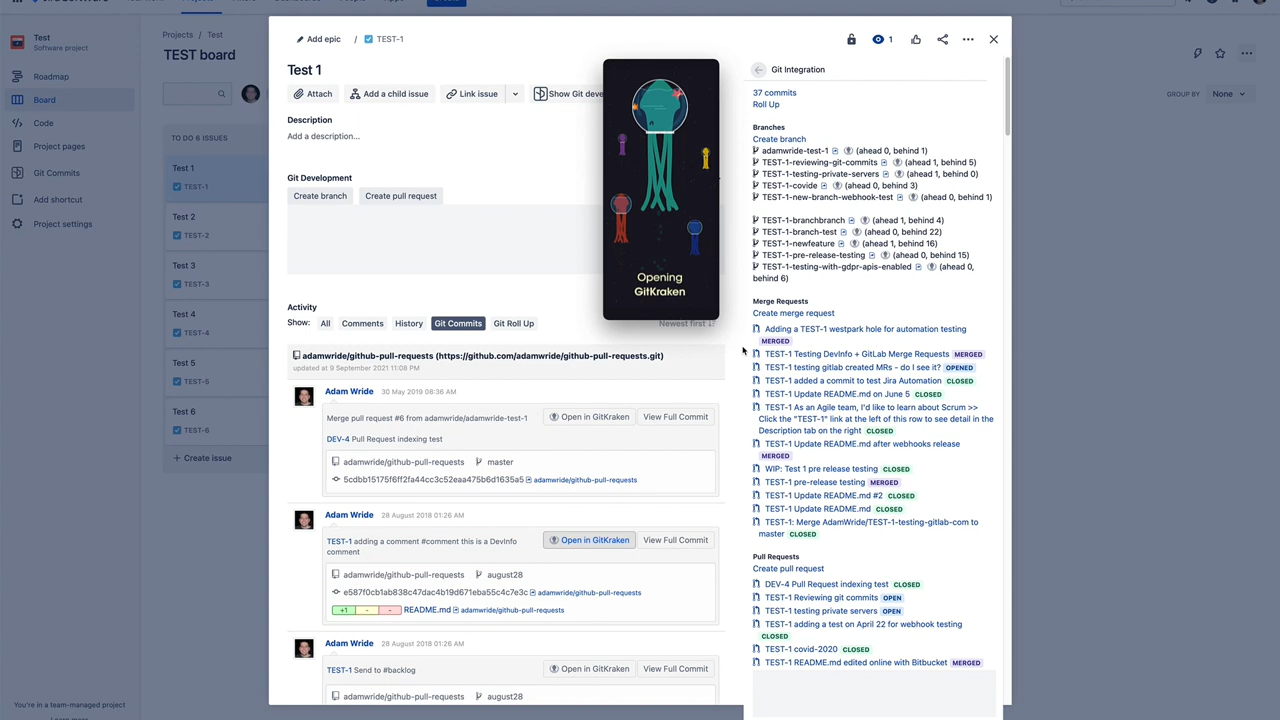 Test
Software project
Roadmap
Board
Code
Project pages
Git Commits
Add shortcut
Project settings
You're in a team-managed project
Projects / Test
TEST board
GROUP BY None
TO DO 6 ISSUES
Test 1
TEST-1
Test 2
TEST-2
Test 3
TEST-3
Test 4
TEST-4
Test 5
TEST-5
Test 6
TEST-6
+ Create issue
Add epic / TEST-1
1
Test 1
Attach Add a child issue Link issue Show Git deve
Description
Add a description...
Git Development
Create branch Create pull request
Opening
GitKraken
Activity
Show: All Comments History Git Commits Git Roll Up Newest first
adamwride/github-pull-requests (https://github.com/adamwride/github-pull-requests.git)
updated at 9 September 2021 11:08 PM
Adam Wride 30 May 2019 08:36 AM
Merge pull request #6 from adamwride/adamwride-test-1 Open in GitKraken View Full Commit
DEV-4 Pull Request indexing test
adamwride/github-pull-requests master
5cdbb15175f6ff2fa44cc3c52eaa475b6d1635a5 adamwride/github-pull-requests
Adam Wride 28 August 2018 01:26 AM
TEST-1 adding a comment #comment this is a DevInfo Open in GitKraken View Full Commit
comment
adamwride/github-pull-requests august28
e587f0cb1ab838c47dac4b19d671eba55c4c7e3c adamwride/github-pull-requests
+1 - - README.md adamwride/github-pull-requests
Adam Wride 28 August 2018 01:26 AM
TEST-1 Send to #backlog Open in GitKraken View Full Commit
adamwride/github-pull-requests august28
Git Integration
37 commits
Roll Up
Branches
Create branch
adamwride-test-1 (ahead 0, behind 1)
TEST-1-reviewing-git-commits (ahead 1, behind 5)
TEST-1-testing-private-servers (ahead 1, behind 0)
TEST-1-covide (ahead 0, behind 3)
TEST-1-new-branch-webhook-test (ahead 0, behind 1)
TEST-1-branchbranch (ahead 1, behind 4)
TEST-1-branch-test (ahead 0, behind 22)
TEST-1-newfeature (ahead 1, behind 16)
TEST-1-pre-release-testing (ahead 0, behind 15)
TEST-1-testing-with-gdpr-apis-enabled (ahead 0,
behind 6)
Merge Requests
Create merge request
Adding a TEST-1 westpark hole for automation testing
MERGED
TEST-1 Testing DevInfo + GitLab Merge Requests MERGED
TEST-1 testing gitlab created MRs - do I see it? OPENED
TEST-1 added a commit to test Jira Automation CLOSED
TEST-1 Update README.md on June 5 CLOSED
TEST-1 As an Agile team, I'd like to learn about Scrum >>
Click the "TEST-1" link at the left of this row to see detail in the
Description tab on the right CLOSED
TEST-1 Update README.md after webhooks release
MERGED
WIP: Test 1 pre release testing CLOSED
TEST-1 pre-release testing MERGED
TEST-1 Update README.md #2 CLOSED
TEST-1 Update README.md CLOSED
TEST-1: Merge AdamWride/TEST-1-testing-gitlab-com to
master CLOSED
Pull Requests
Create pull request
DEV-4 Pull Request indexing test CLOSED
TEST-1 Reviewing git commits OPEN
TEST-1 testing private servers OPEN
TEST-1 adding a test on April 22 for webhook testing
CLOSED
TEST-1 covid-2020 CLOSED
TEST-1 README.md edited online with Bitbucket MERGED